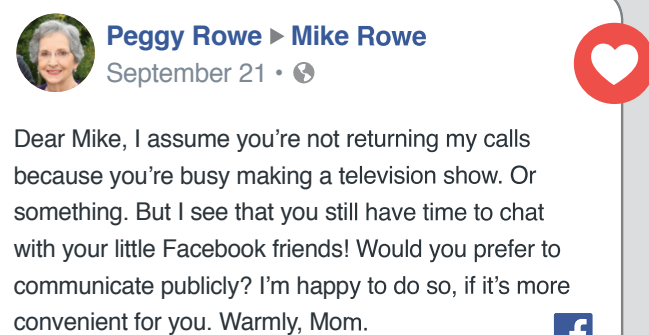 Peggy Rowe ▶ Mike Rowe
September 21 •
Dear Mike, I assume you’re not returning my calls
because you’re busy making a television show. Or
something. But I see that you still have time to chat
with your little Facebook friends! Would you prefer to
communicate publicly? I’m happy to do so, if it’s more
convenient for you. Warmly, Mom.